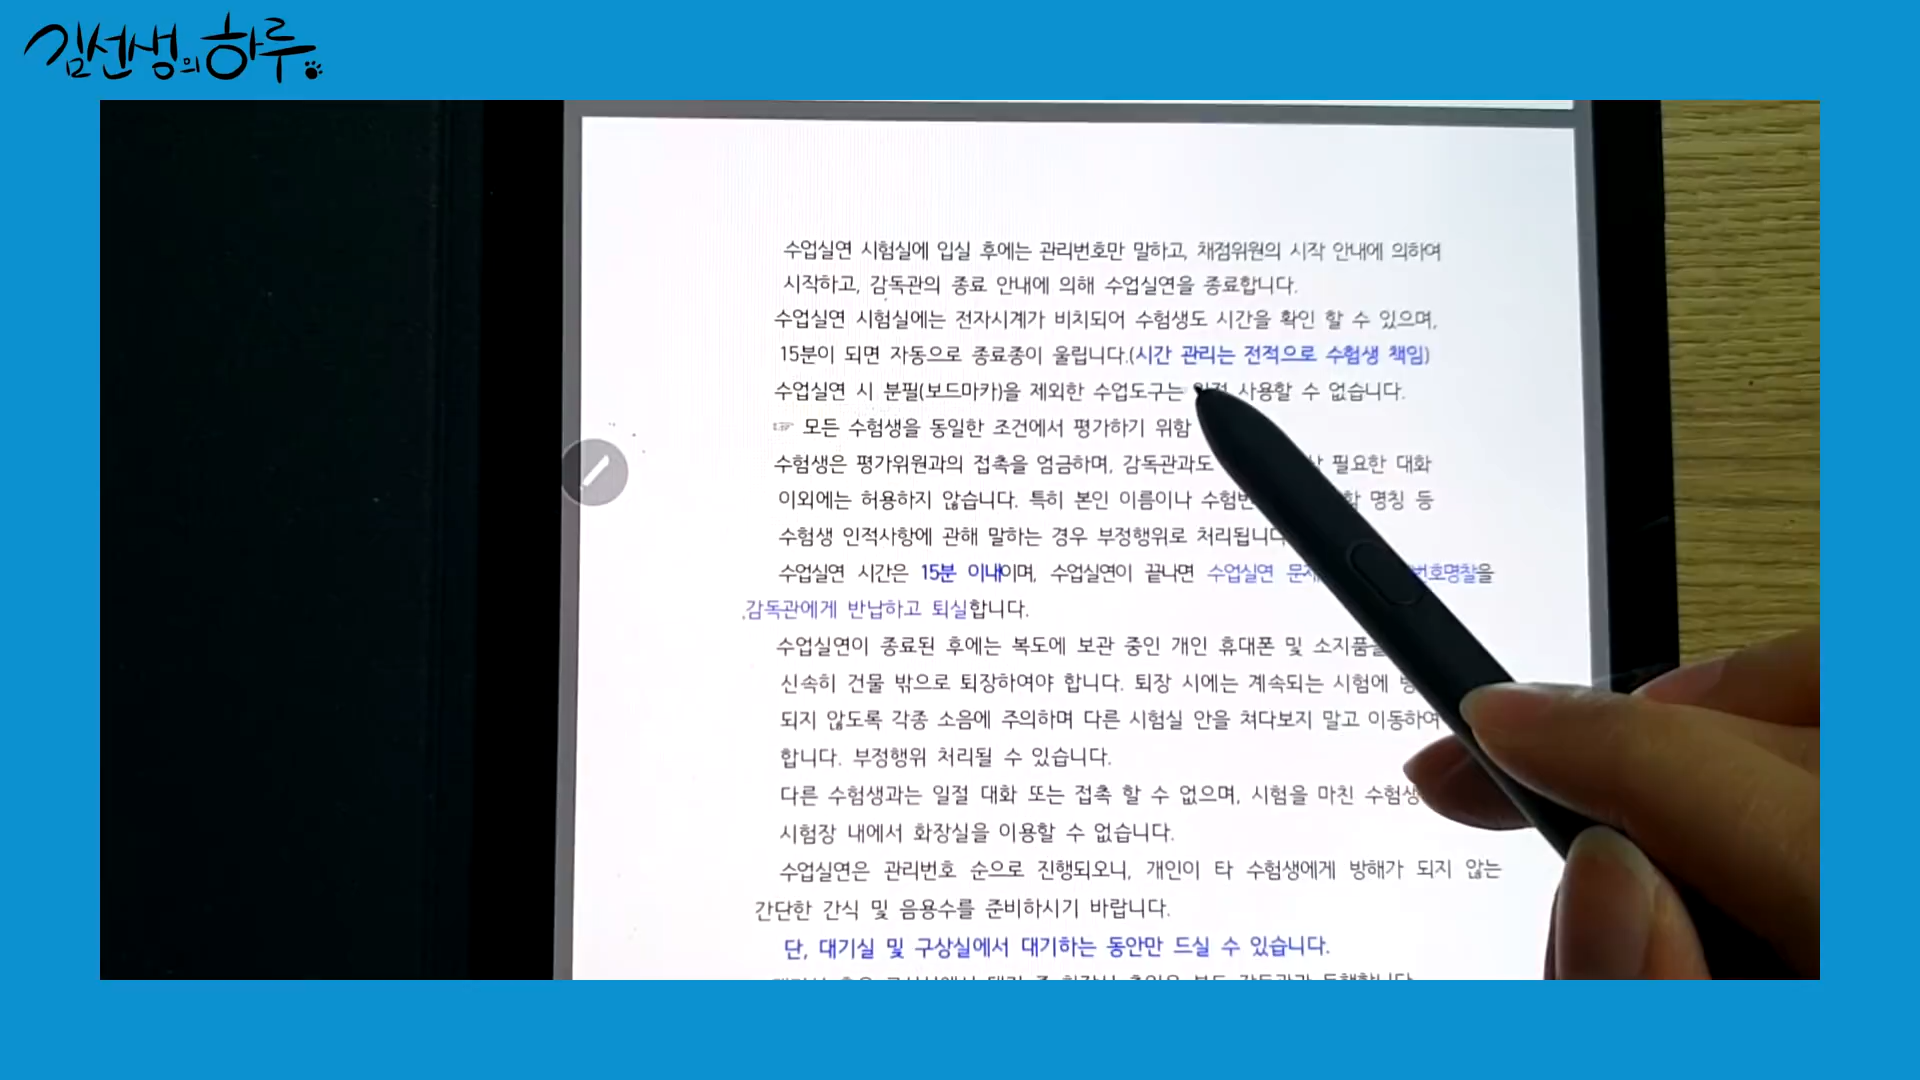 김선생의하루
수업실연 시험실에 입실 후에는 관리번호만 말하고, 채점위원의 시작 안내에 의하여
시작하고, 감독관의 종료 안내에 의해 수업실연을 종료합니다.
수업실연 시험실에는 전자시계가 비치되어 수험생도 시간을 확인 할 수 있으며,
15분이 되면 자동으로 종료종이 울립니다.(시간 관리는 전적으로 수험생 책임)
수업실연 시 분필(보드마카)을 제외한 수업도구는 사용할 수 없습니다.
☞ 모든 수험생을 동일한 조건에서 평가하기 위함
수험생은 평가위원과의 접촉을 엄금하며, 감독관과도 필요한 대화
이외에는 허용하지 않습니다. 특히 본인 이름이나 명칭 등
수험생 인적사항에 관해 말하는 경우 부정행위로 처리됩니다
수업실연 시간은 15분 이내이며, 수업실연이 끝나면 수업실연 번호명찰을
감독관에게 반납하고 퇴실합니다.
수업실연이 종료된 후에는 복도에 보관 중인 개인 휴대폰 및 소지품을
신속히 건물 밖으로 퇴장하여야 합니다. 퇴장 시에는 계속되는 시험에
되지 않도록 각종 소음에 주의하며 다른 시험실 안을 쳐다보지 말고 이동하여
합니다. 부정행위 처리될 수 있습니다.
다른 수험생과는 일절 대화 또는 접촉 할 수 없으며, 시험을 마친 수험생
시험장 내에서 화장실을 이용할 수 없습니다.
수업실연은 관리번호 순으로 진행되오니, 개인이 타 수험생에게 방해가 되지 않는
간단한 간식 및 음용수를 준비하시기 바랍니다.
단, 대기실 및 구상실에서 대기하는 동안만 드실 수 있습니다.